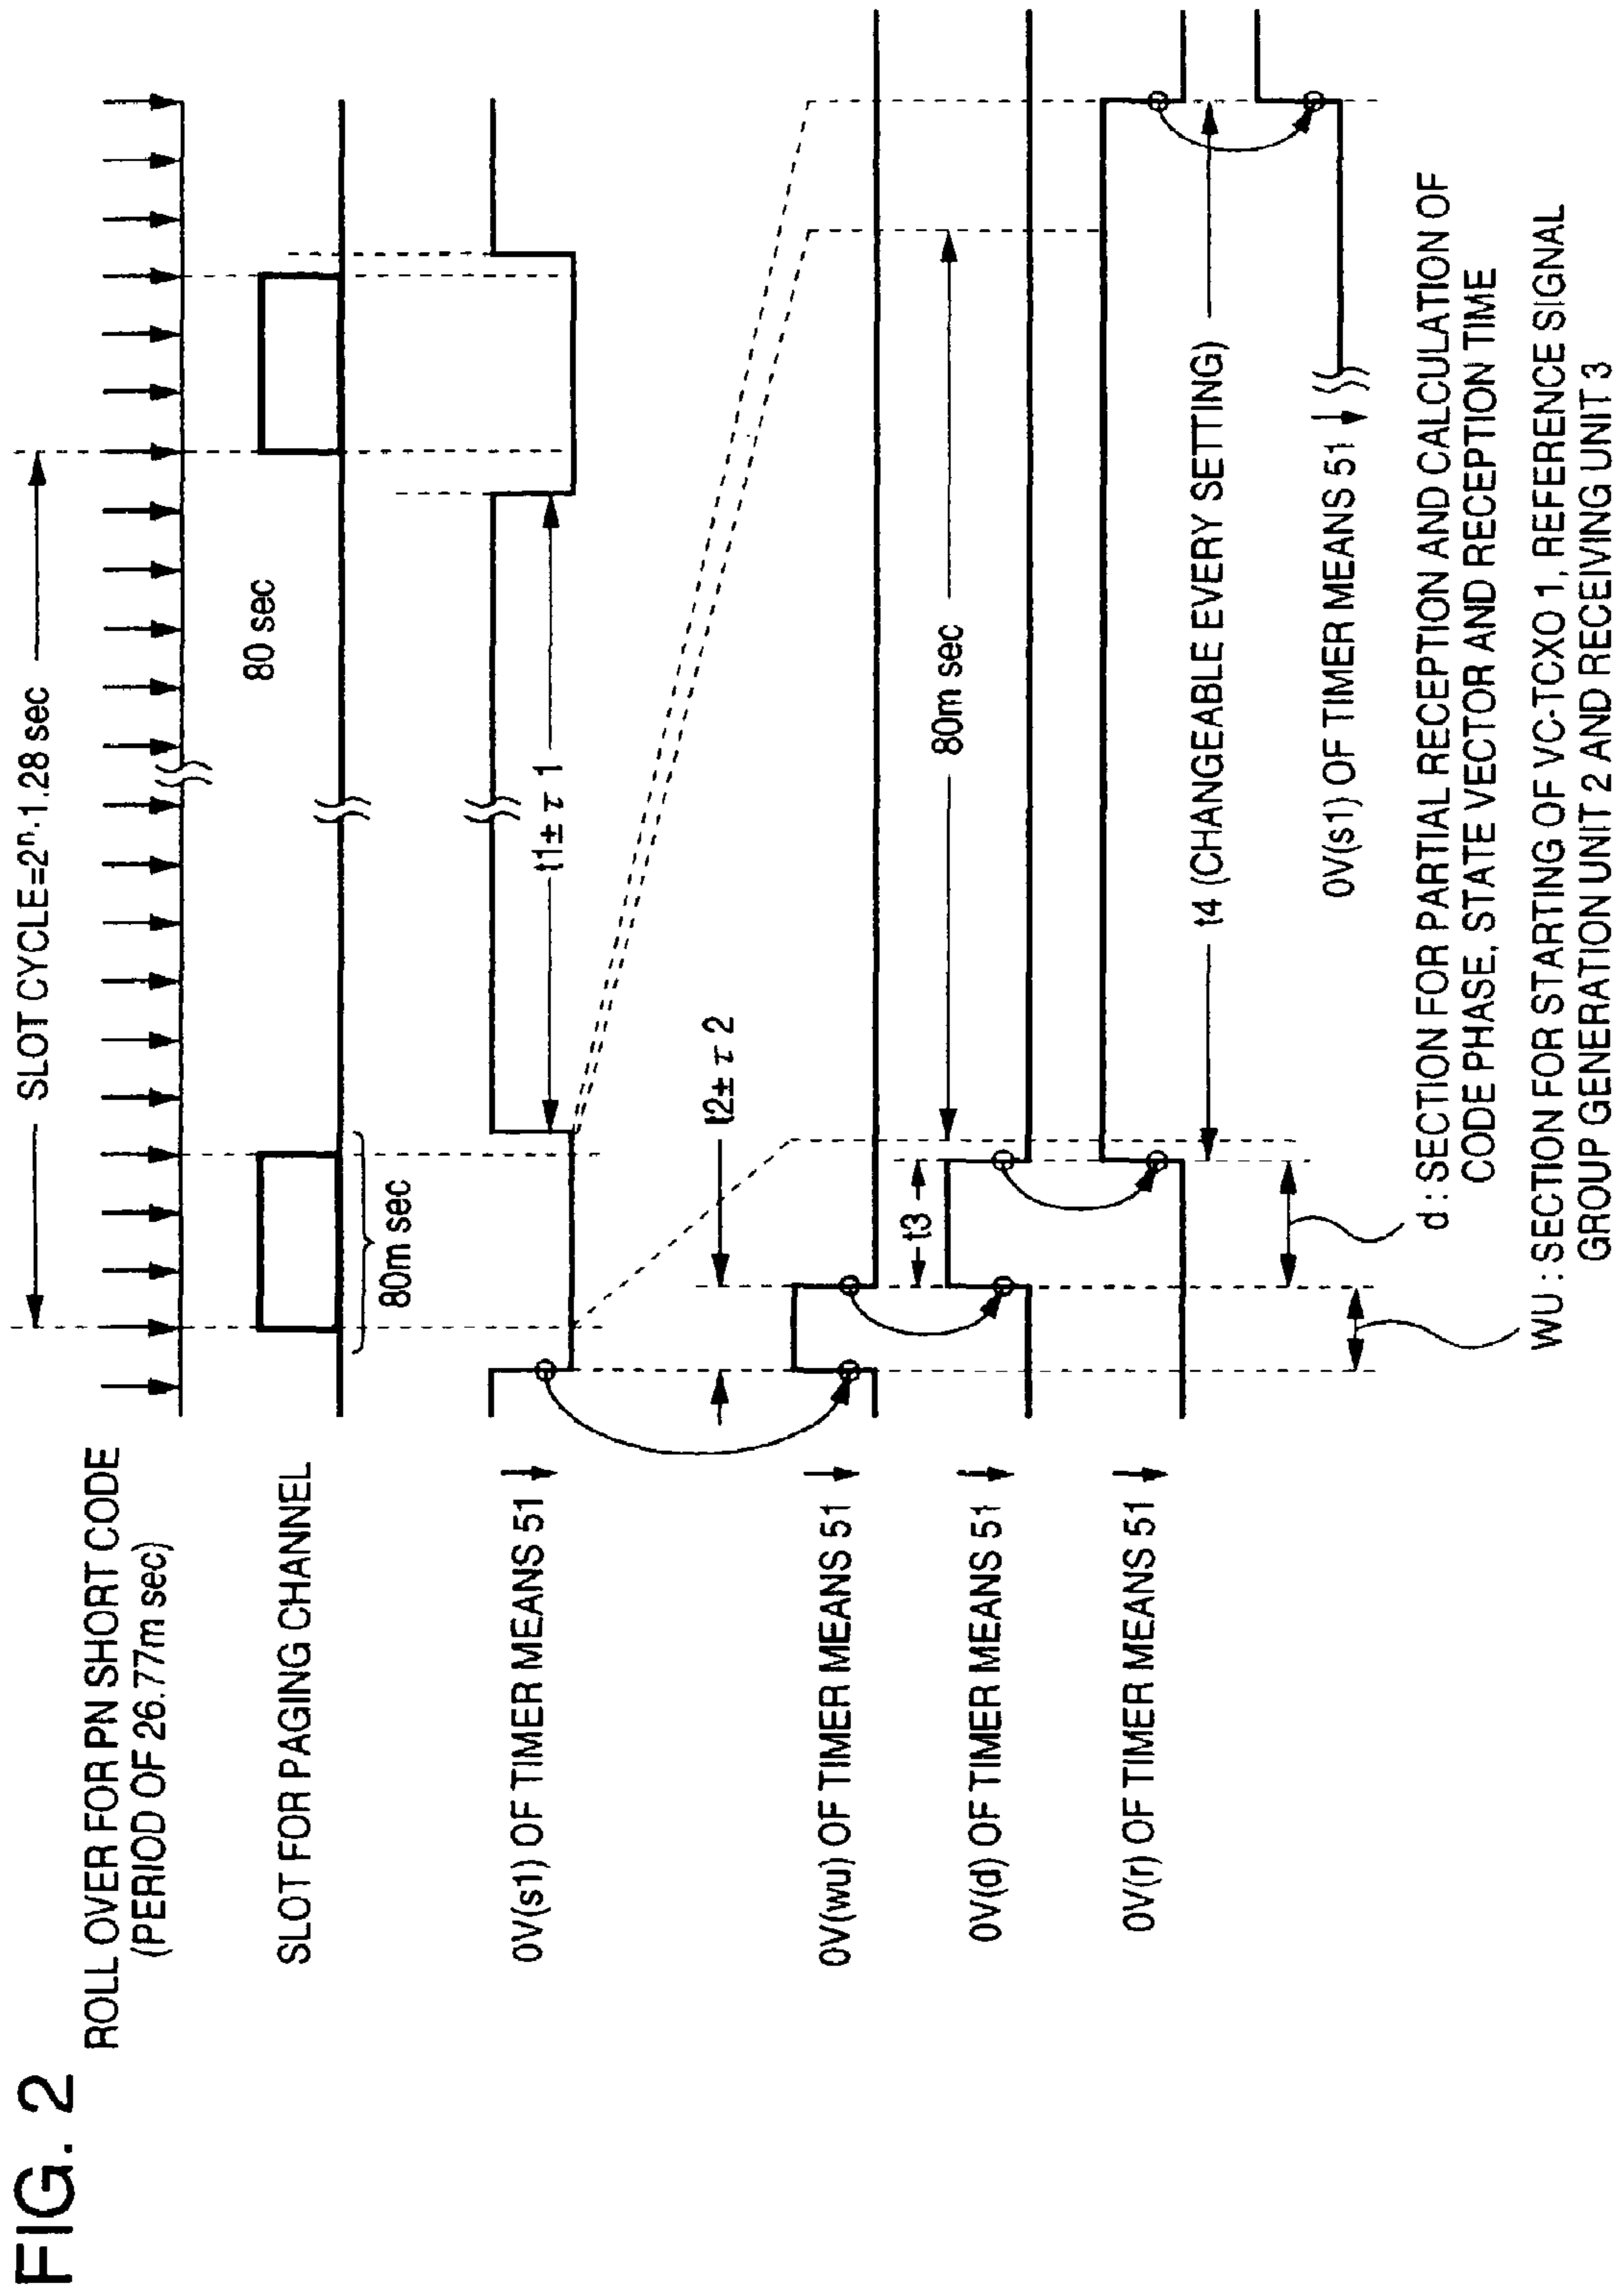 FIG. 2
SLOT CYCLE=2ⁿ·1.28 sec
ROLL OVER FOR PN SHORT CODE
(PERIOD OF 26.77m sec)
80 sec
SLOT FOR PAGING CHANNEL
80m sec
0V(s1) OF TIMER MEANS 51
t1± τ 1
t2± τ 2
0V(wu) OF TIMER MEANS 51
t3
80m sec
0V(d) OF TIMER MEANS 51
0V(r) OF TIMER MEANS 51
t4 (CHANGEABLE EVERY SETTING)
0V(s1) OF TIMER MEANS 51
d : SECTION FOR PARTIAL RECEPTION AND CALCULATION OF
CODE PHASE, STATE VECTOR AND RECEPTION TIME
WU : SECTION FOR STARTING OF VC-TCXO 1, REFERENCE SIGNAL
GROUP GENERATION UNIT 2 AND RECEIVING UNIT 3